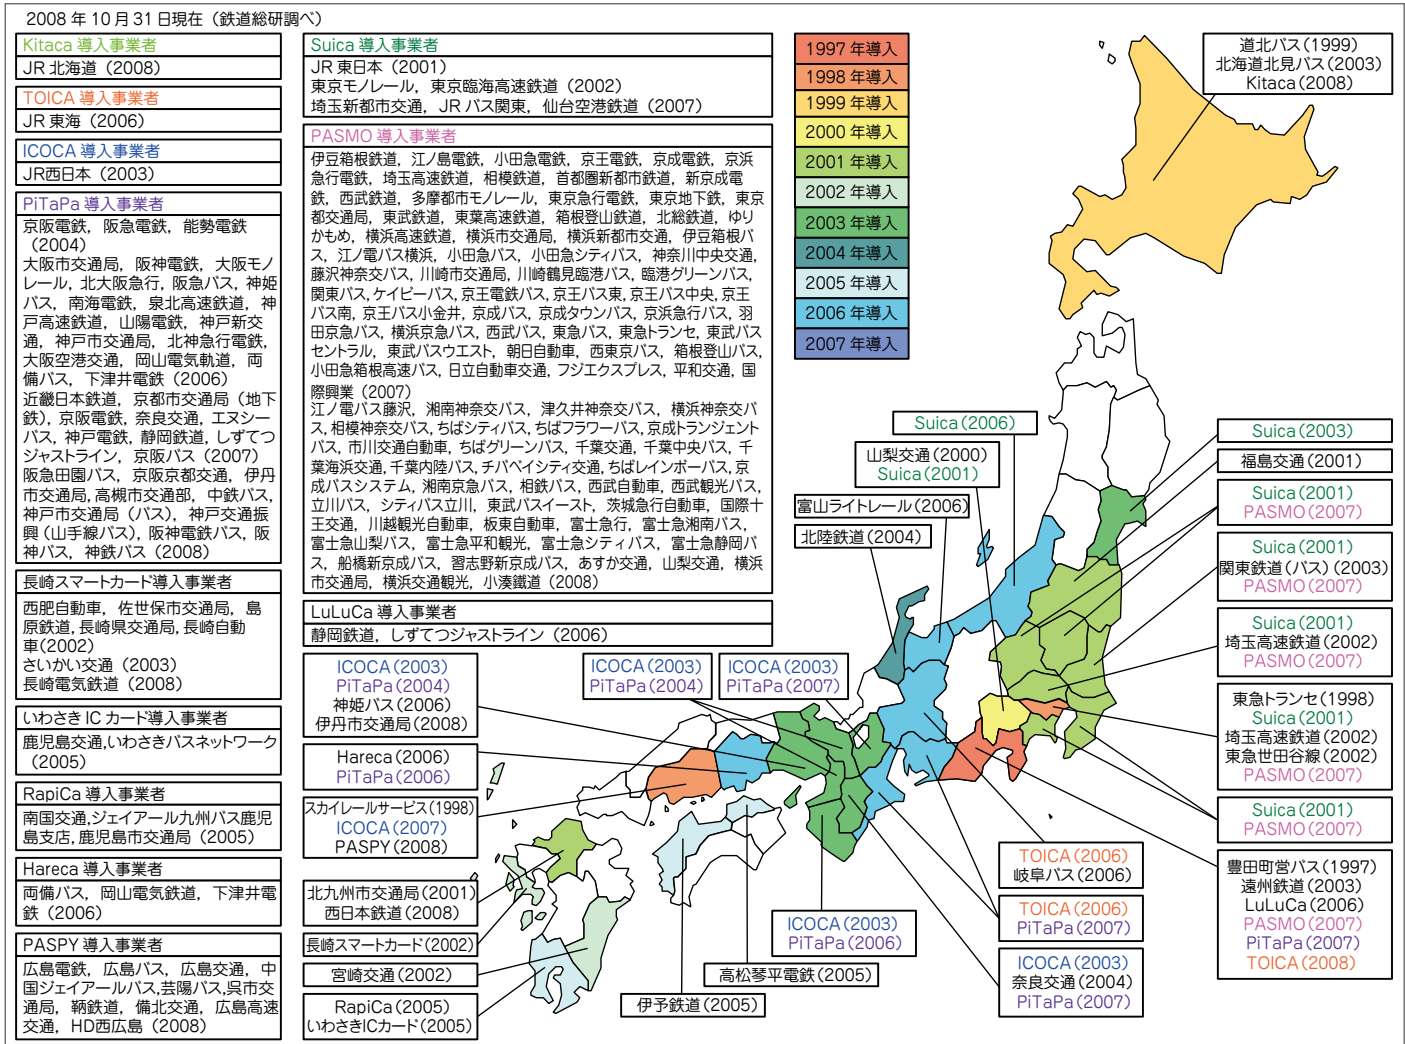 2008 年 10 月 31 日現在（鉄道総研調べ）
Kitaca 導入事業者
JR 北海道（2008）
TOICA 導入事業者
JR 東海（2006）
ICOCA 導入事業者
JR西日本（2003）
PiTaPa 導入事業者
京阪電鉄，阪急電鉄，能勢電鉄
（2004）
大阪市交通局，阪神電鉄，大阪モノ
レール，北大阪急行，阪急バス，神姫
バス，南海電鉄，泉北高速鉄道，神
戸高速鉄道，山陽電鉄，神戸新交
通，神戸市交通局，北神急行電鉄，
大阪空港交通，岡山電気軌道，両
備バス，下津井電鉄（2006）
近畿日本鉄道，京都市交通局（地下
鉄），京阪電鉄，奈良交通，エヌシー
バス，神戸電鉄，静岡鉄道，しずてつ
ジャストライン，京阪バス（2007）
阪急田園バス，京阪京都交通，伊丹
市交通局，高槻市交通部，中鉄バス，
神戸市交通局（バス），神戸交通振
興（山手線バス），阪神電鉄バス，阪
神バス，神鉄バス（2008）
長崎スマートカード導入事業者
西肥自動車，佐世保市交通局，島
原鉄道，長崎県交通局，長崎自動
車(2002)
さいかい交通（2003）
長崎電気鉄道（2008）
いわさき IC カード導入事業者
鹿児島交通，いわさきバスネットワーク
（2005）
RapiCa 導入事業者
南国交通，ジェイアール九州バス鹿児
島支店，鹿児島市交通局（2005）
Hareca 導入事業者
両備バス，岡山電気鉄道，下津井電
鉄（2006）
PASPY 導入事業者
広島電鉄，広島バス，広島交通，中
国ジェイアールバス，芸陽バス，呉市交
通局，鞆鉄道，備北交通，広島高速
交通，HD西広島（2008）
Suica 導入事業者
JR 東日本（2001）
東京モノレール，東京臨海高速鉄道（2002）
埼玉新都市交通，JR バス関東，仙台空港鉄道（2007）
PASMO 導入事業者
伊豆箱根鉄道，江ノ島電鉄，小田急電鉄，京王電鉄，京成電鉄，京浜
急行電鉄，埼玉高速鉄道，相模鉄道，首都圏新都市鉄道，新京成電
鉄，西武鉄道，多摩都市モノレール，東京急行電鉄，東京地下鉄，東京
都交通局，東武鉄道，東葉高速鉄道，箱根登山鉄道，北総鉄道，ゆり
かもめ，横浜高速鉄道，横浜市交通局，横浜新都市交通，伊豆箱根バ
ス，江ノ電バス横浜，小田急バス，小田急シティバス，神奈川中央交通，
藤沢神奈交バス，川崎市交通局，川崎鶴見臨港バス，臨港グリーンバス，
関東バス，ケイビーバス，京王電鉄バス，京王バス東，京王バス中央，京王
バス南，京王バス小金井，京成バス，京成タウンバス，京浜急行バス，羽
田京急バス，横浜京急バス，西武バス，東急バス，東急トランセ，東武バス
セントラル，東武バスウエスト，朝日自動車，西東京バス，箱根登山バス，
小田急箱根高速バス，日立自動車交通，フジエクスプレス，平和交通，国
際興業（2007）
江ノ電バス藤沢，湘南神奈交バス，津久井神奈交バス，横浜神奈交バ
ス，相模神奈交バス，ちばシティバス，ちばフラワーバス，京成トランジェント
バス，市川交通自動車，ちばグリーンバス，千葉交通，千葉中央バス，千
葉海浜交通，千葉内陸バス，チバベイシティ交通，ちばレインボーバス，京
成バスシステム，湘南京急バス，相鉄バス，西武自動車，西武観光バス，
立川バス，シティバス立川，東武バスイースト，茨城急行自動車，国際十
王交通，川越観光自動車，板東自動車，富士急行，富士急湘南バス，
富士急山梨バス，富士急平和観光，富士急シティバス，富士急静岡バ
ス，船橋新京成バス，習志野新京成バス，あすか交通，山梨交通，横浜
市交通局，横浜交通観光，小湊鐵道（2008）
LuLuCa 導入事業者
静岡鉄道，しずてつジャストライン（2006）
1997 年導入
1998 年導入
1999 年導入
2000 年導入
2001 年導入
2002 年導入
2003 年導入
2004 年導入
2005 年導入
2006 年導入
2007 年導入
道北バス（1999）
北海道北見バス（2003）
Kitaca（2008）
Suica（2006）
山梨交通（2000）
Suica（2001）
富山ライトレール（2006）
北陸鉄道（2004）
Suica（2003）
福島交通（2001）
Suica（2001）
PASMO（2007）
Suica（2001）
関東鉄道（バス）（2003）
PASMO（2007）
Suica（2001）
埼玉高速鉄道（2002）
PASMO（2007）
東急トランセ（1998）
Suica（2001）
埼玉高速鉄道（2002）
東急世田谷線（2002）
PASMO（2007）
Suica（2001）
PASMO（2007）
豊田町営バス（1997）
遠州鉄道（2003）
LuLuCa（2006）
PASMO（2007）
PiTaPa（2007）
TOICA（2008）
ICOCA（2003）
PiTaPa（2004）
神姫バス（2006）
伊丹市交通局（2008）
ICOCA（2003）
PiTaPa（2004）
ICOCA（2003）
PiTaPa（2007）
Hareca（2006）
PiTaPa（2006）
スカイレールサービス（1998）
ICOCA（2007）
PASPY（2008）
北九州市交通局（2001）
西日本鉄道（2008）
長崎スマートカード（2002）
宮崎交通（2002）
RapiCa（2005）
いわさきICカード（2005）
伊予鉄道（2005）
高松琴平電鉄（2005）
ICOCA（2003）
PiTaPa（2006）
TOICA（2006）
岐阜バス（2006）
TOICA（2006）
PiTaPa（2007）
ICOCA（2003）
奈良交通（2004）
PiTaPa（2007）